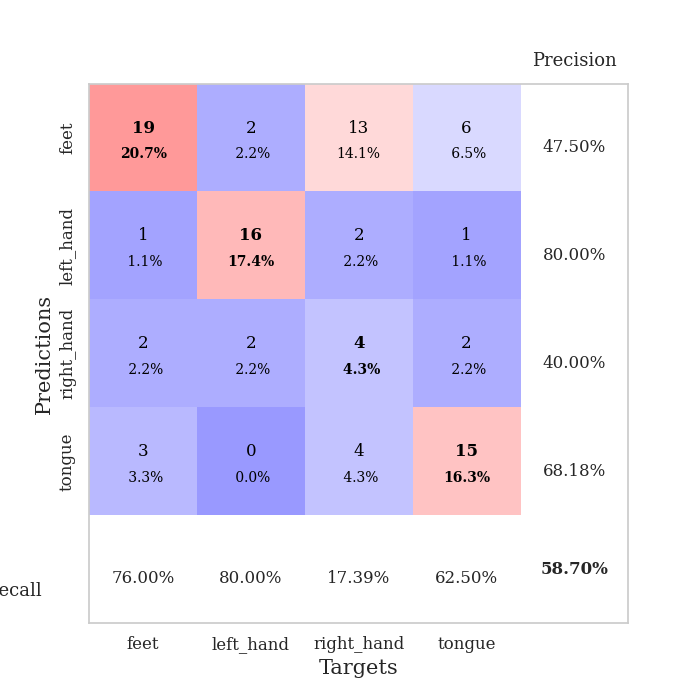 Precision
feet
19 2 13 6
20.7% 2.2% 14.1% 6.5%
47.50%
left_hand
1 16 2 1
1.1% 17.4% 2.2% 1.1%
80.00%
Predictions
right_hand
2 2 4 2
2.2% 2.2% 4.3% 2.2%
40.00%
tongue
3 0 4 15
3.3% 0.0% 4.3% 16.3%
68.18%
ecall
76.00% 80.00% 17.39% 62.50% 58.70%
feet left_hand right_hand tongue
Targets